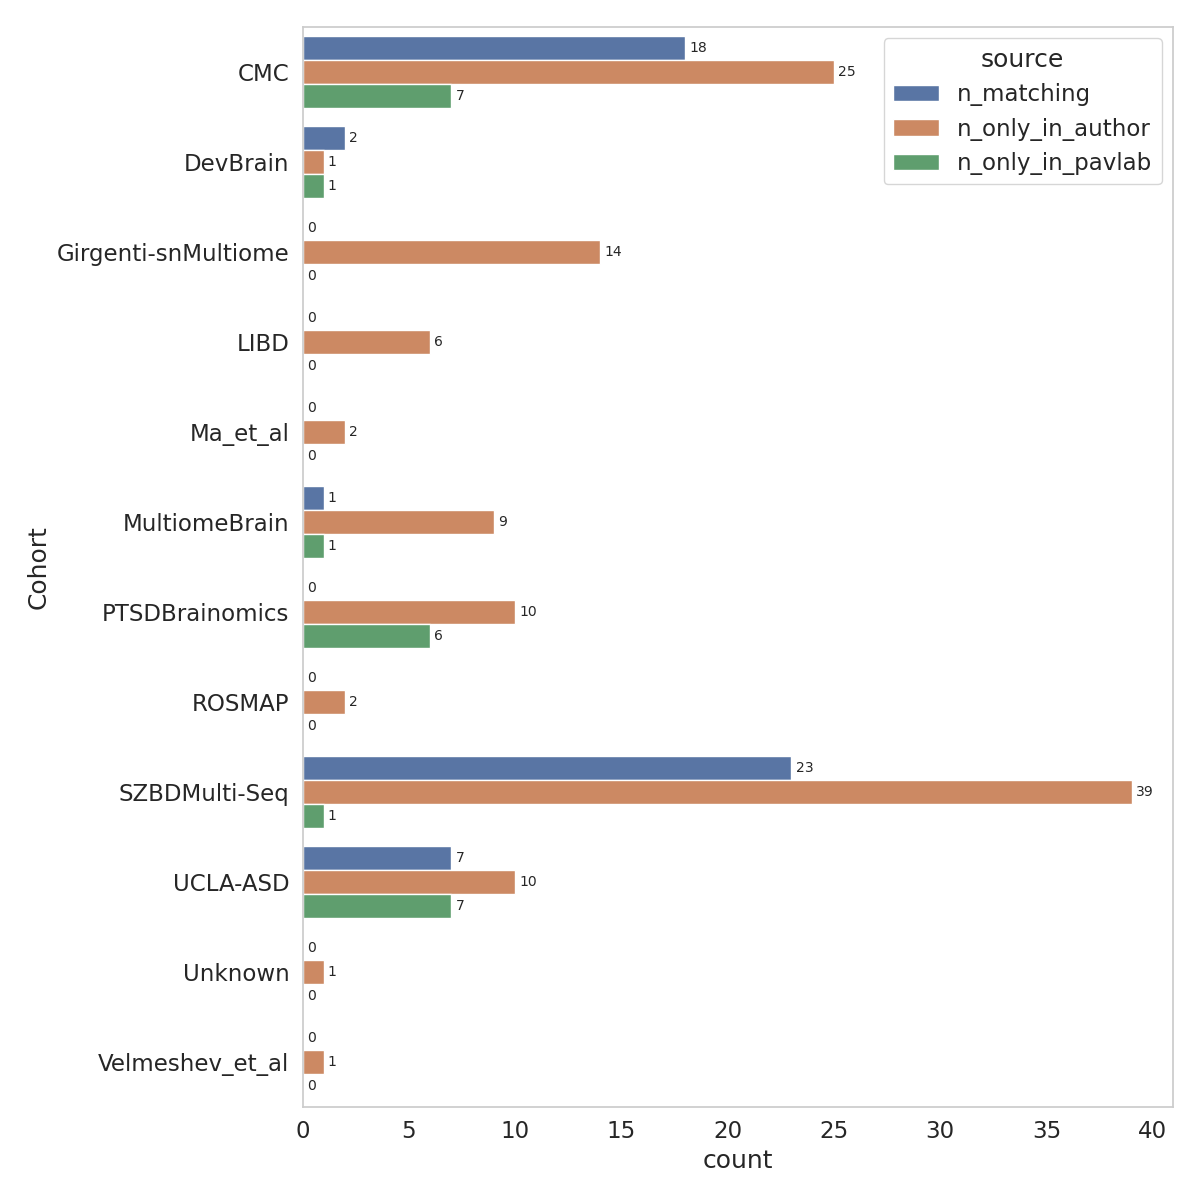 source
n_matching
n_only_in_author
n_only_in_pavlab
Cohort
CMC
18
25
7
DevBrain
2
1
1
Girgenti-snMultiome
0
14
0
LIBD
0
6
0
Ma_et_al
0
2
0
MultiomeBrain
1
9
1
PTSDBrainomics
0
10
6
ROSMAP
0
2
0
SZBDMulti-Seq
23
39
1
UCLA-ASD
7
10
7
Unknown
0
1
0
Velmeshev_et_al
0
1
0
0 5 10 15 20 25 30 35 40
count